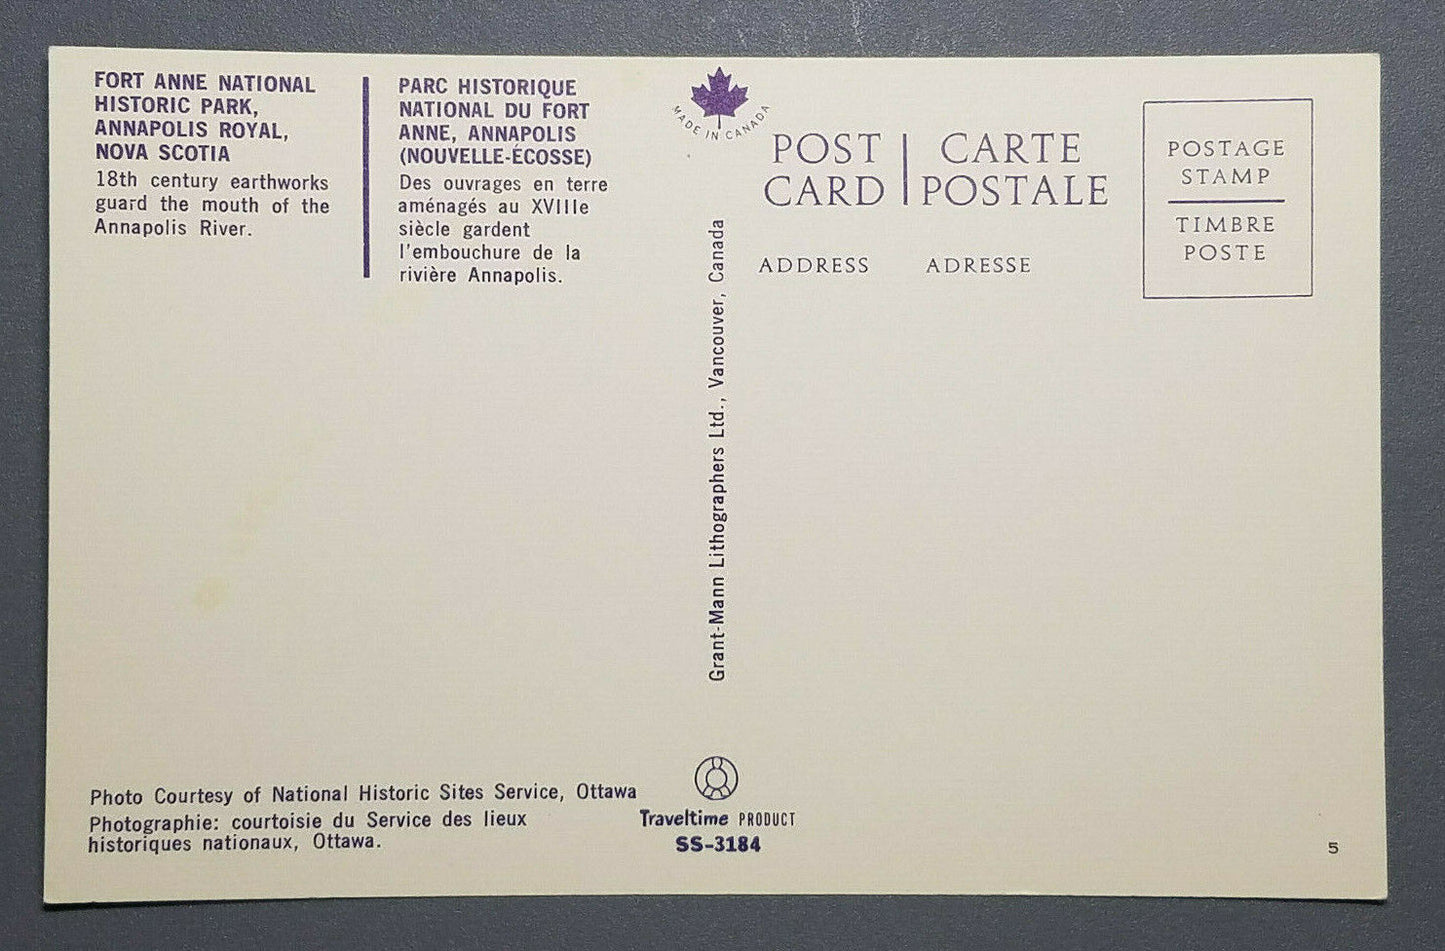 FORT ANNE NATIONAL
HISTORIC PARK,
ANNAPOLIS ROYAL,
NOVA SCOTIA
18th century earthworks
guard the mouth of the
Annapolis River.
PARC HISTORIQUE
NATIONAL DU FORT
ANNE, ANNAPOLIS
(NOUVELLE-ÉCOSSE)
Des ouvrages en terre
aménagés au XVIIIe
siècle gardent
l'embouchure de la
rivière Annapolis.
MADE IN CANADA
POST
CARD
CARTE
POSTALE
ADDRESS
ADRESSE
POSTAGE
STAMP
TIMBRE
POSTE
Grant-Mann Lithographers Ltd., Vancouver, Canada
Photo Courtesy of National Historic Sites Service, Ottawa
Photographie: courtoisie du Service des lieux
historiques nationaux, Ottawa.
Traveltime PRODUCT
SS-3184
5